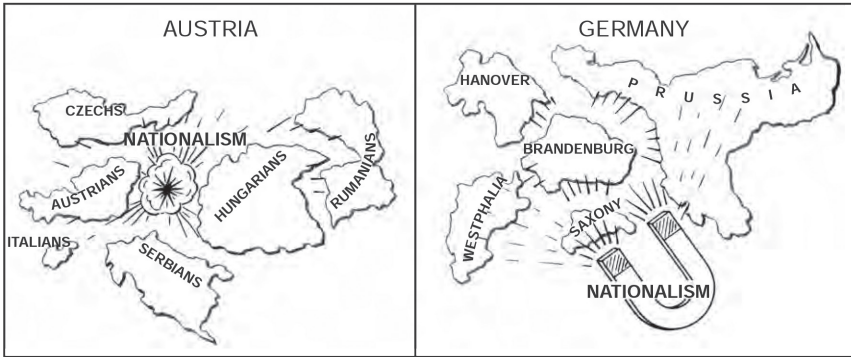 AUSTRIA
CZECHS
NATIONALISM
AUSTRIANS
HUNGARIANS
RUMANIANS
ITALIANS
SERBIANS
GERMANY
HANOVER
PRUSSIA
BRANDENBURG
WESTPHALIA
SAXONY
NATIONALISM